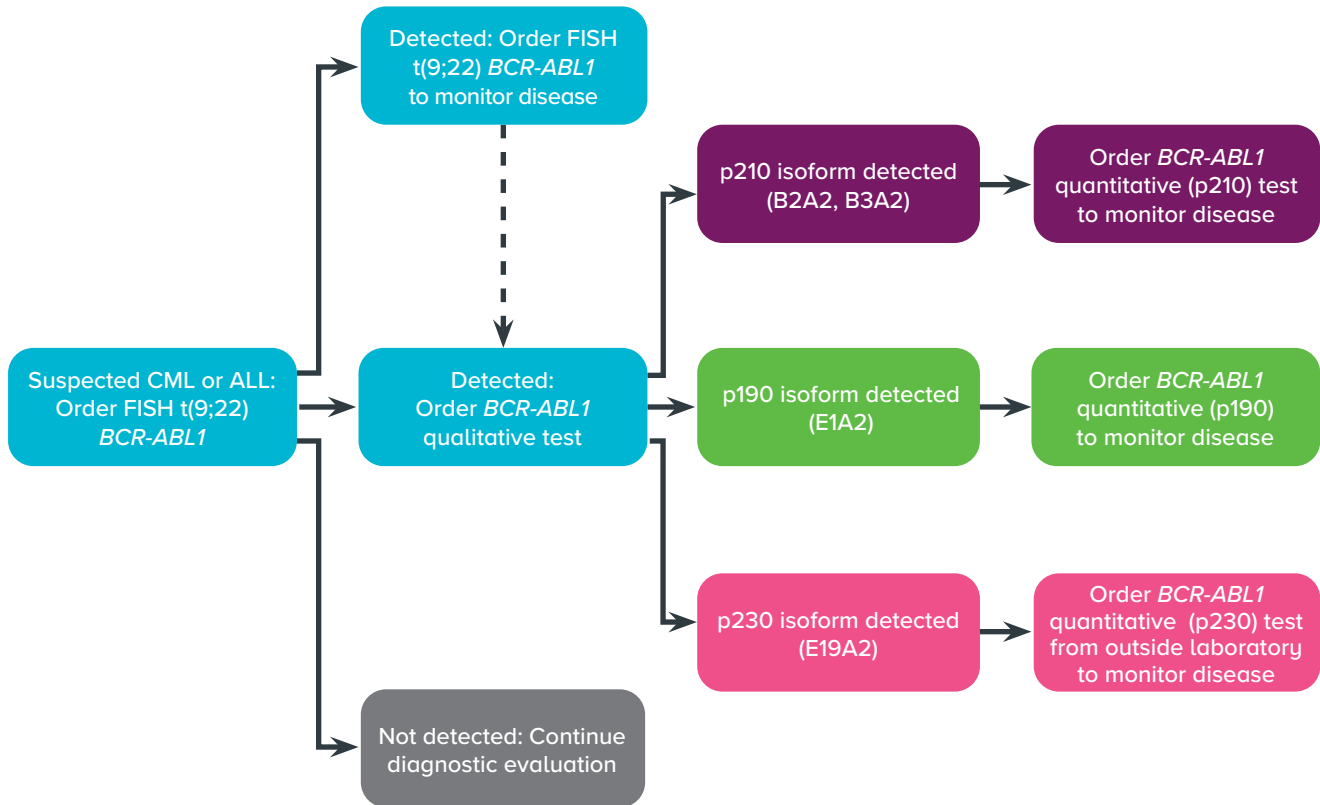 Detected: Order FISH
t(9;22) BCR-ABL1
to monitor disease
Suspected CML or ALL:
Order FISH t(9;22)
BCR-ABL1
Detected:
Order BCR-ABL1
qualitative test
Not detected: Continue
diagnostic evaluation
p210 isoform detected
(B2A2, B3A2)
Order BCR-ABL1
quantitative (p210) test
to monitor disease
p190 isoform detected
(E1A2)
Order BCR-ABL1
quantitative (p190)
to monitor disease
p230 isoform detected
(E19A2)
Order BCR-ABL1
quantitative (p230) test
from outside laboratory
to monitor disease